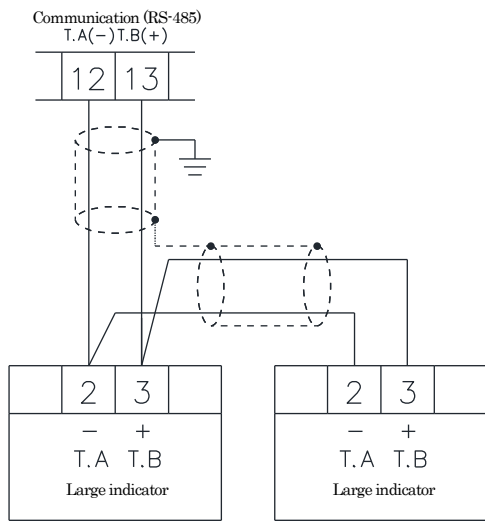 Communication (RS-485)
T.A(−) T.B(+)
12 13
2 3
− +
T.A T.B
Large indicator
2 3
− +
T.A T.B
Large indicator